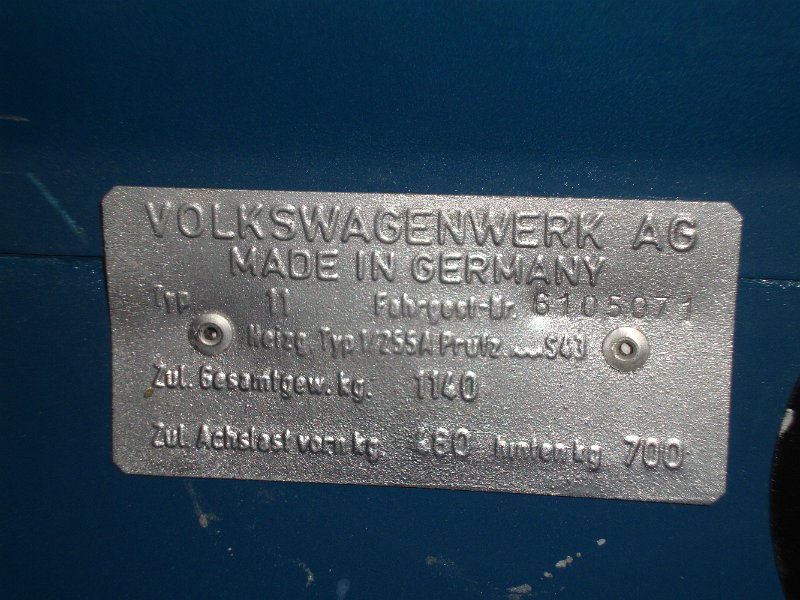 VOLKSWAGENWERK AG
MADE IN GERMANY
Typ 11 Fahrgest-Nr. 6105071
Heizg. Typ 1/255A Prüfz. S43
Zul. Gesamtgew. kg. 1140
Zul. Achslast vorn kg. 460 hinten kg 700